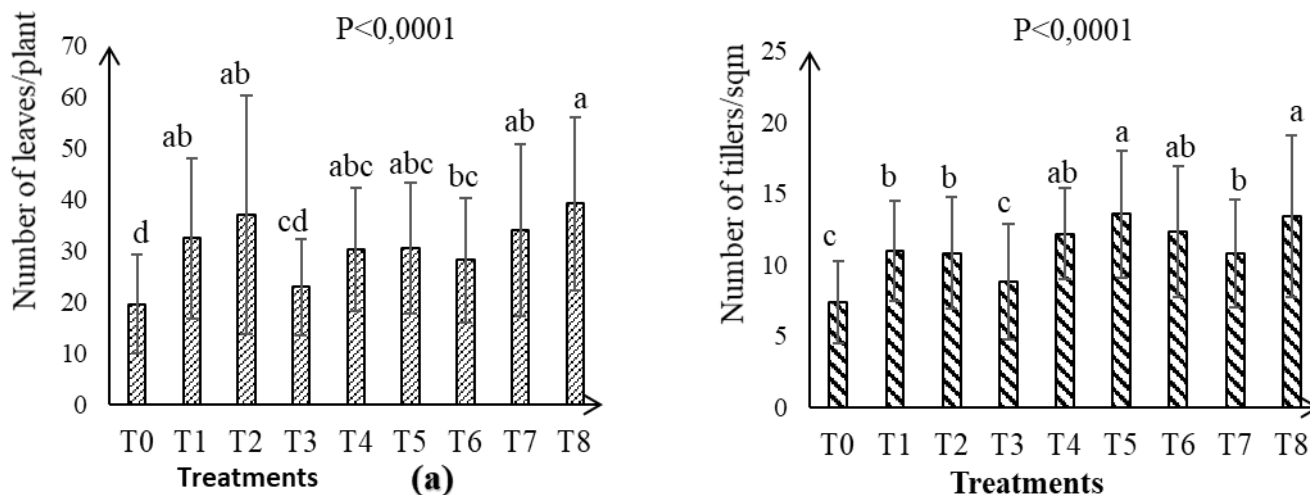 P<0,0001
Number of leaves/plant
70
60
50
40
30
20
10
0
d
ab
ab
cd
abc
abc
bc
ab
a
T0 T1 T2 T3 T4 T5 T6 T7 T8
Treatments
(a)
P<0,0001
Number of tillers/sqm
25
20
15
10
5
0
c
b
b
c
ab
a
ab
b
a
T0 T1 T2 T3 T4 T5 T6 T7 T8
Treatments